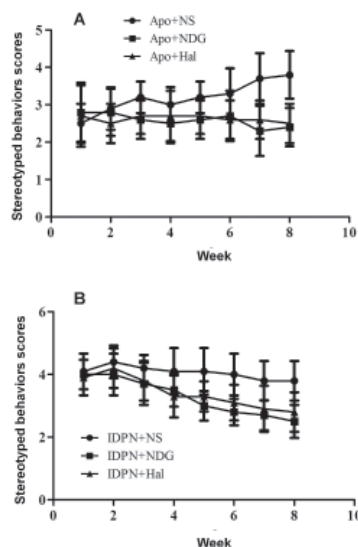 A
Apo+NS
Apo+NDG
Apo+Hal
Stereotyped behaviors scores
5
4
3
2
1
0
0 2 4 6 8 10
Week
B
Stereotyped behaviors scores
6
4
2
0
IDPN+NS
IDPN+NDG
IDPN+Hal
0 2 4 6 8 10
Week